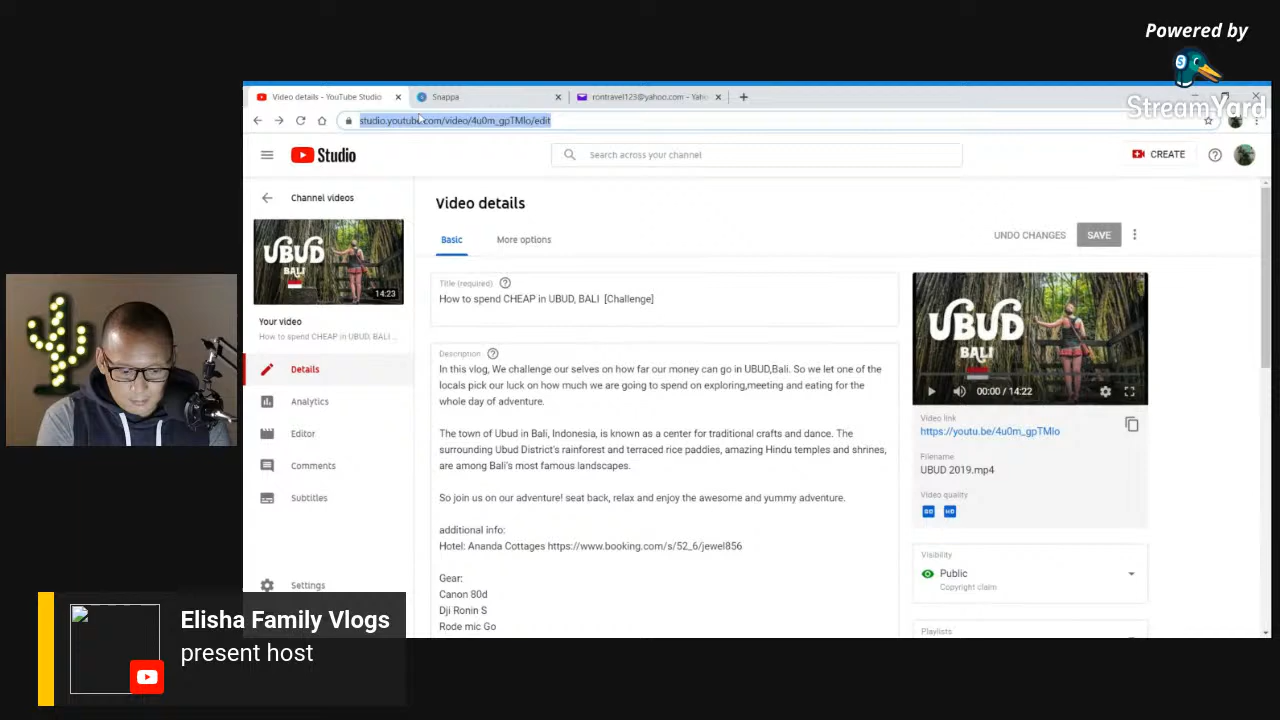 Powered by
StreamYard
Video details - YouTube Studio
Snappa
rontravel123@yahoo.com - Yah
studio.youtube.com/video/4u0m_gpTMlo/edit
Studio
Search across your channel
CREATE
Channel videos
UBUD
BALI
14:23
Your video
How to spend CHEAP in UBUD, BALI ...
Details
Analytics
Editor
Comments
Subtitles
Settings
Video details
Basic
More options
UNDO CHANGES
SAVE
Title (required)
How to spend CHEAP in UBUD, BALI [Challenge]
Description
In this vlog, We challenge our selves on how far our money can go in UBUD,Bali. So we let one of the
locals pick our luck on how much we are going to spend on exploring,meeting and eating for the
whole day of adventure.
The town of Ubud in Bali, Indonesia, is known as a center for traditional crafts and dance. The
surrounding Ubud District's rainforest and terraced rice paddies, amazing Hindu temples and shrines,
are among Bali's most famous landscapes.
So join us on our adventure! seat back, relax and enjoy the awesome and yummy adventure.
additional info:
Hotel: Ananda Cottages https://www.booking.com/s/52_6/jewel856
Gear:
Canon 80d
Dji Ronin S
Rode mic Go
UBUD
BALI
00:00 / 14:22
Video link
https://youtu.be/4u0m_gpTMlo
Filename
UBUD 2019.mp4
Video quality
SD HD
Visibility
Public
Copyright claim
Playlists
Elisha Family Vlogs
present host